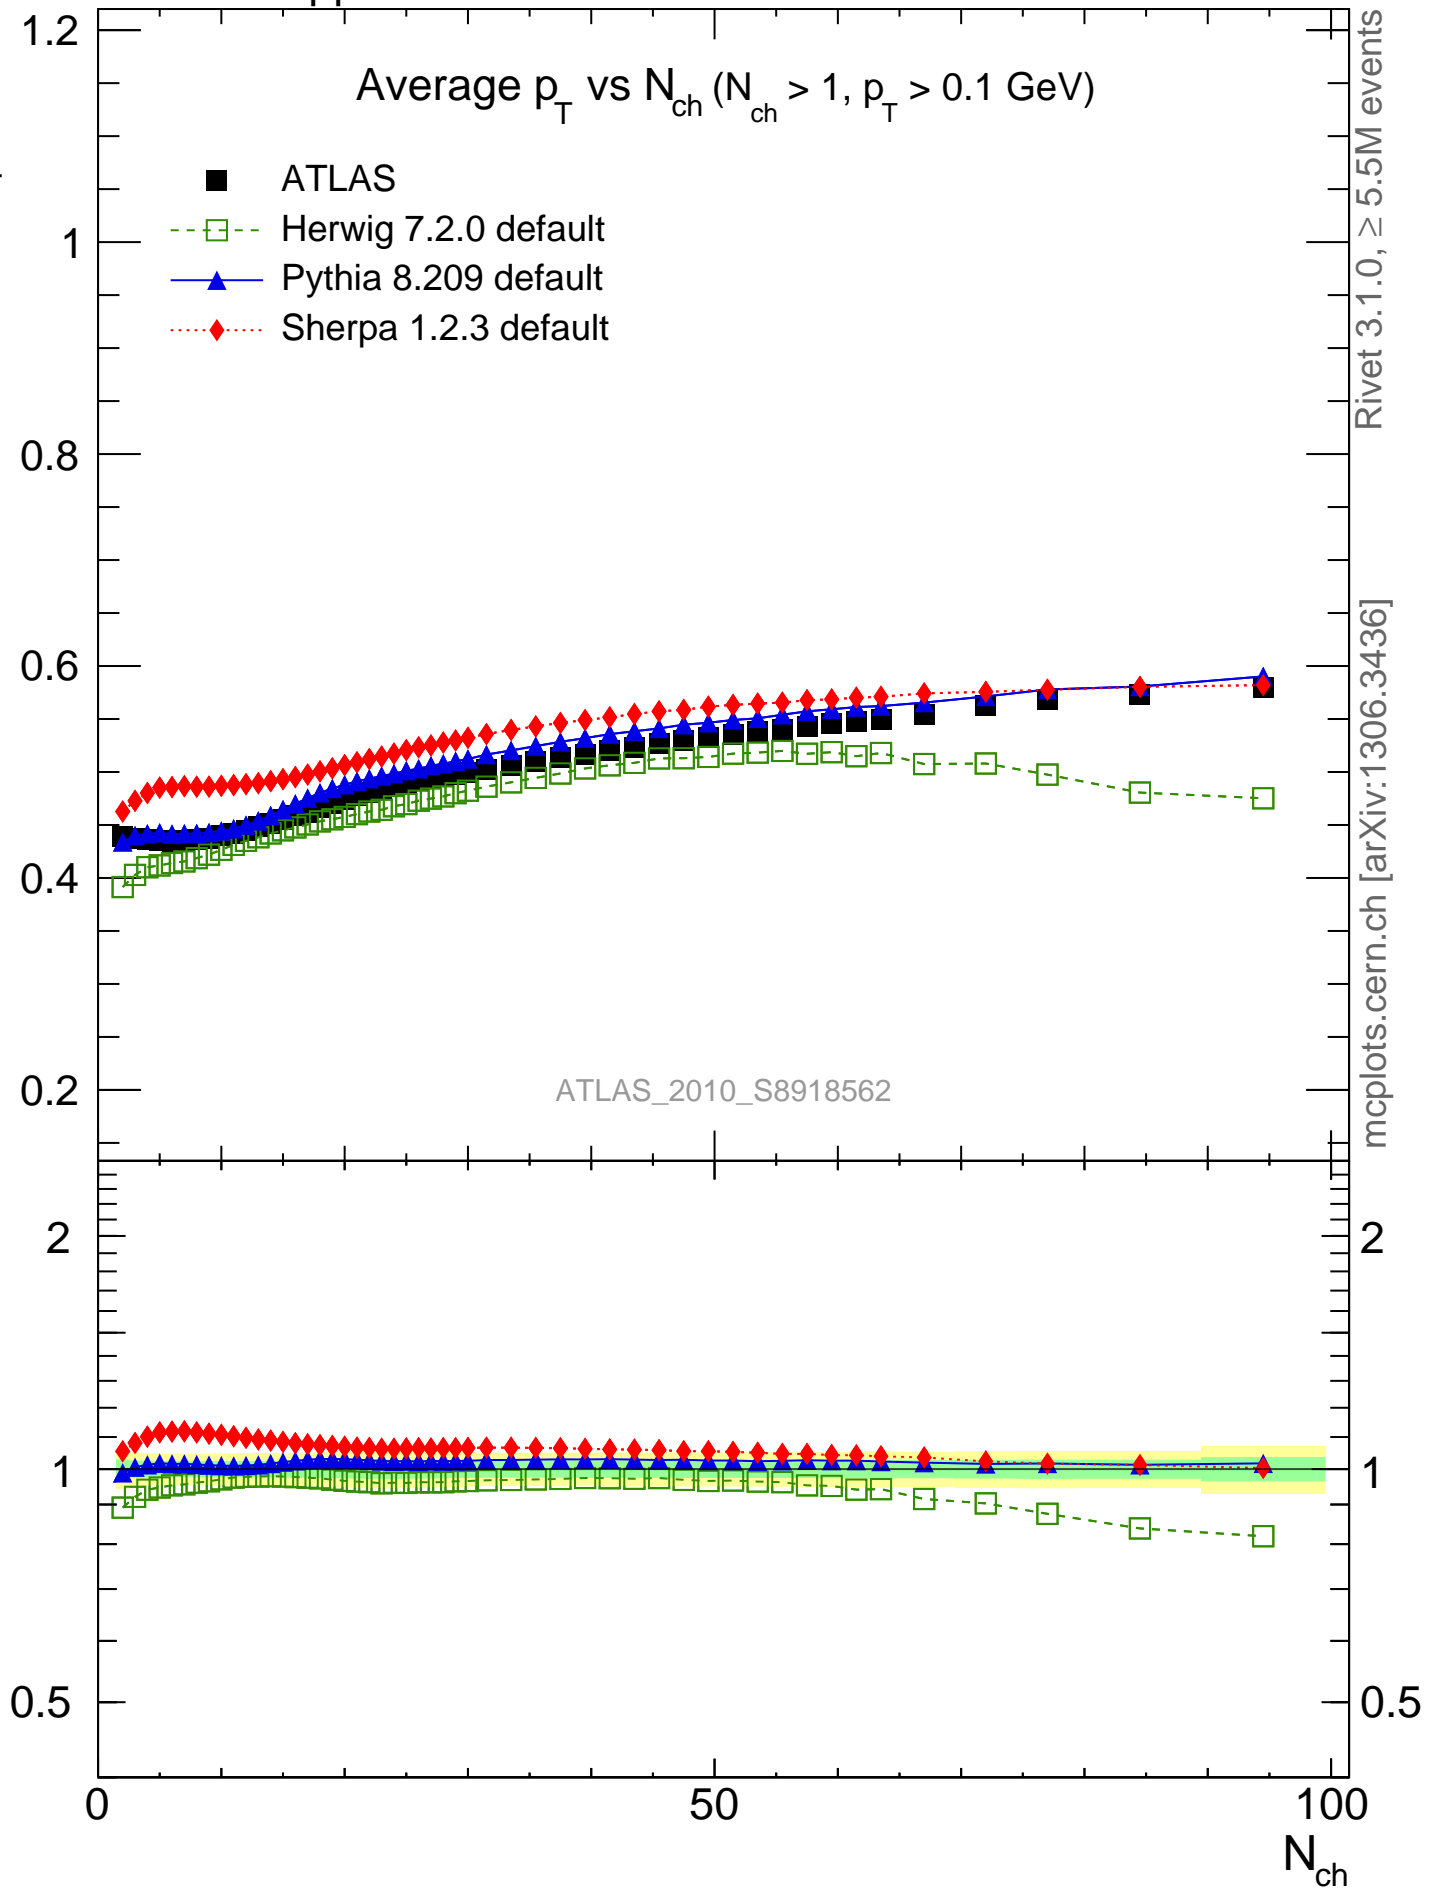 Average p_T vs N_ch (N_ch > 1, p_T > 0.1 GeV)
ATLAS
Herwig 7.2.0 default
Pythia 8.209 default
Sherpa 1.2.3 default
1.2
1
0.8
0.6
0.4
0.2
ATLAS_2010_S8918562
Rivet 3.1.0, ≥ 5.5M events
mcplots.cern.ch [arXiv:1306.3436]
2
1
0.5
2
1
0.5
0
50
100
N_ch